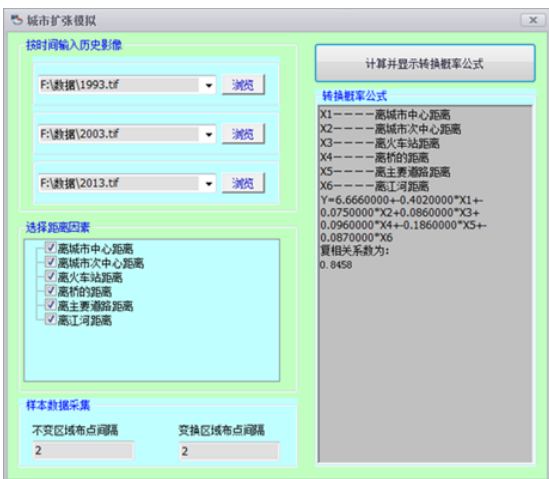 城市扩张模拟
按时间输入历史影像
F:\数据\1993.tif
浏览
F:\数据\2003.tif
浏览
F:\数据\2013.tif
浏览
选择距离因素
离城市中心距离
离城市次中心距离
离火车站距离
离桥的距离
离主要道路距离
离江河距离
样本数据采集
不变区域布点间隔
变换区域布点间隔
2
2
计算并显示转换概率公式
转换概率公式
X1————离城市中心距离
X2————离城市次中心距离
X3————离火车站距离
X4————离桥的距离
X5————离主要道路距离
X6————离江河距离
Y=6.6660000+-0.4020000*X1+-
0.0750000*X2+0.0860000*X3+
0.0960000*X4+-0.1860000*X5+-
0.0870000*X6
复相关系数为:
0.8458